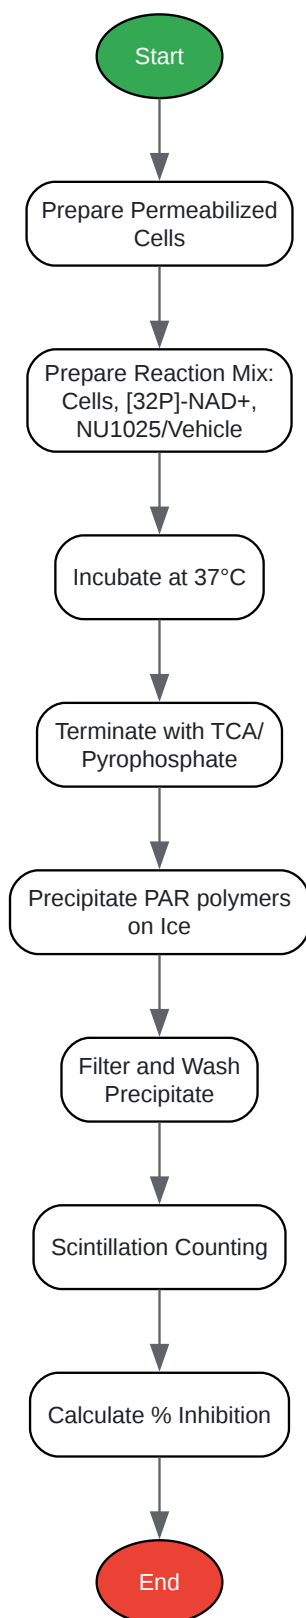 Start
Prepare Permeabilized
Cells
Prepare Reaction Mix:
Cells, [32P]-NAD+,
NU1025/Vehicle
Incubate at 37°C
Terminate with TCA/
Pyrophosphate
Precipitate PAR polymers
on Ice
Filter and Wash
Precipitate
Scintillation Counting
Calculate % Inhibition
End